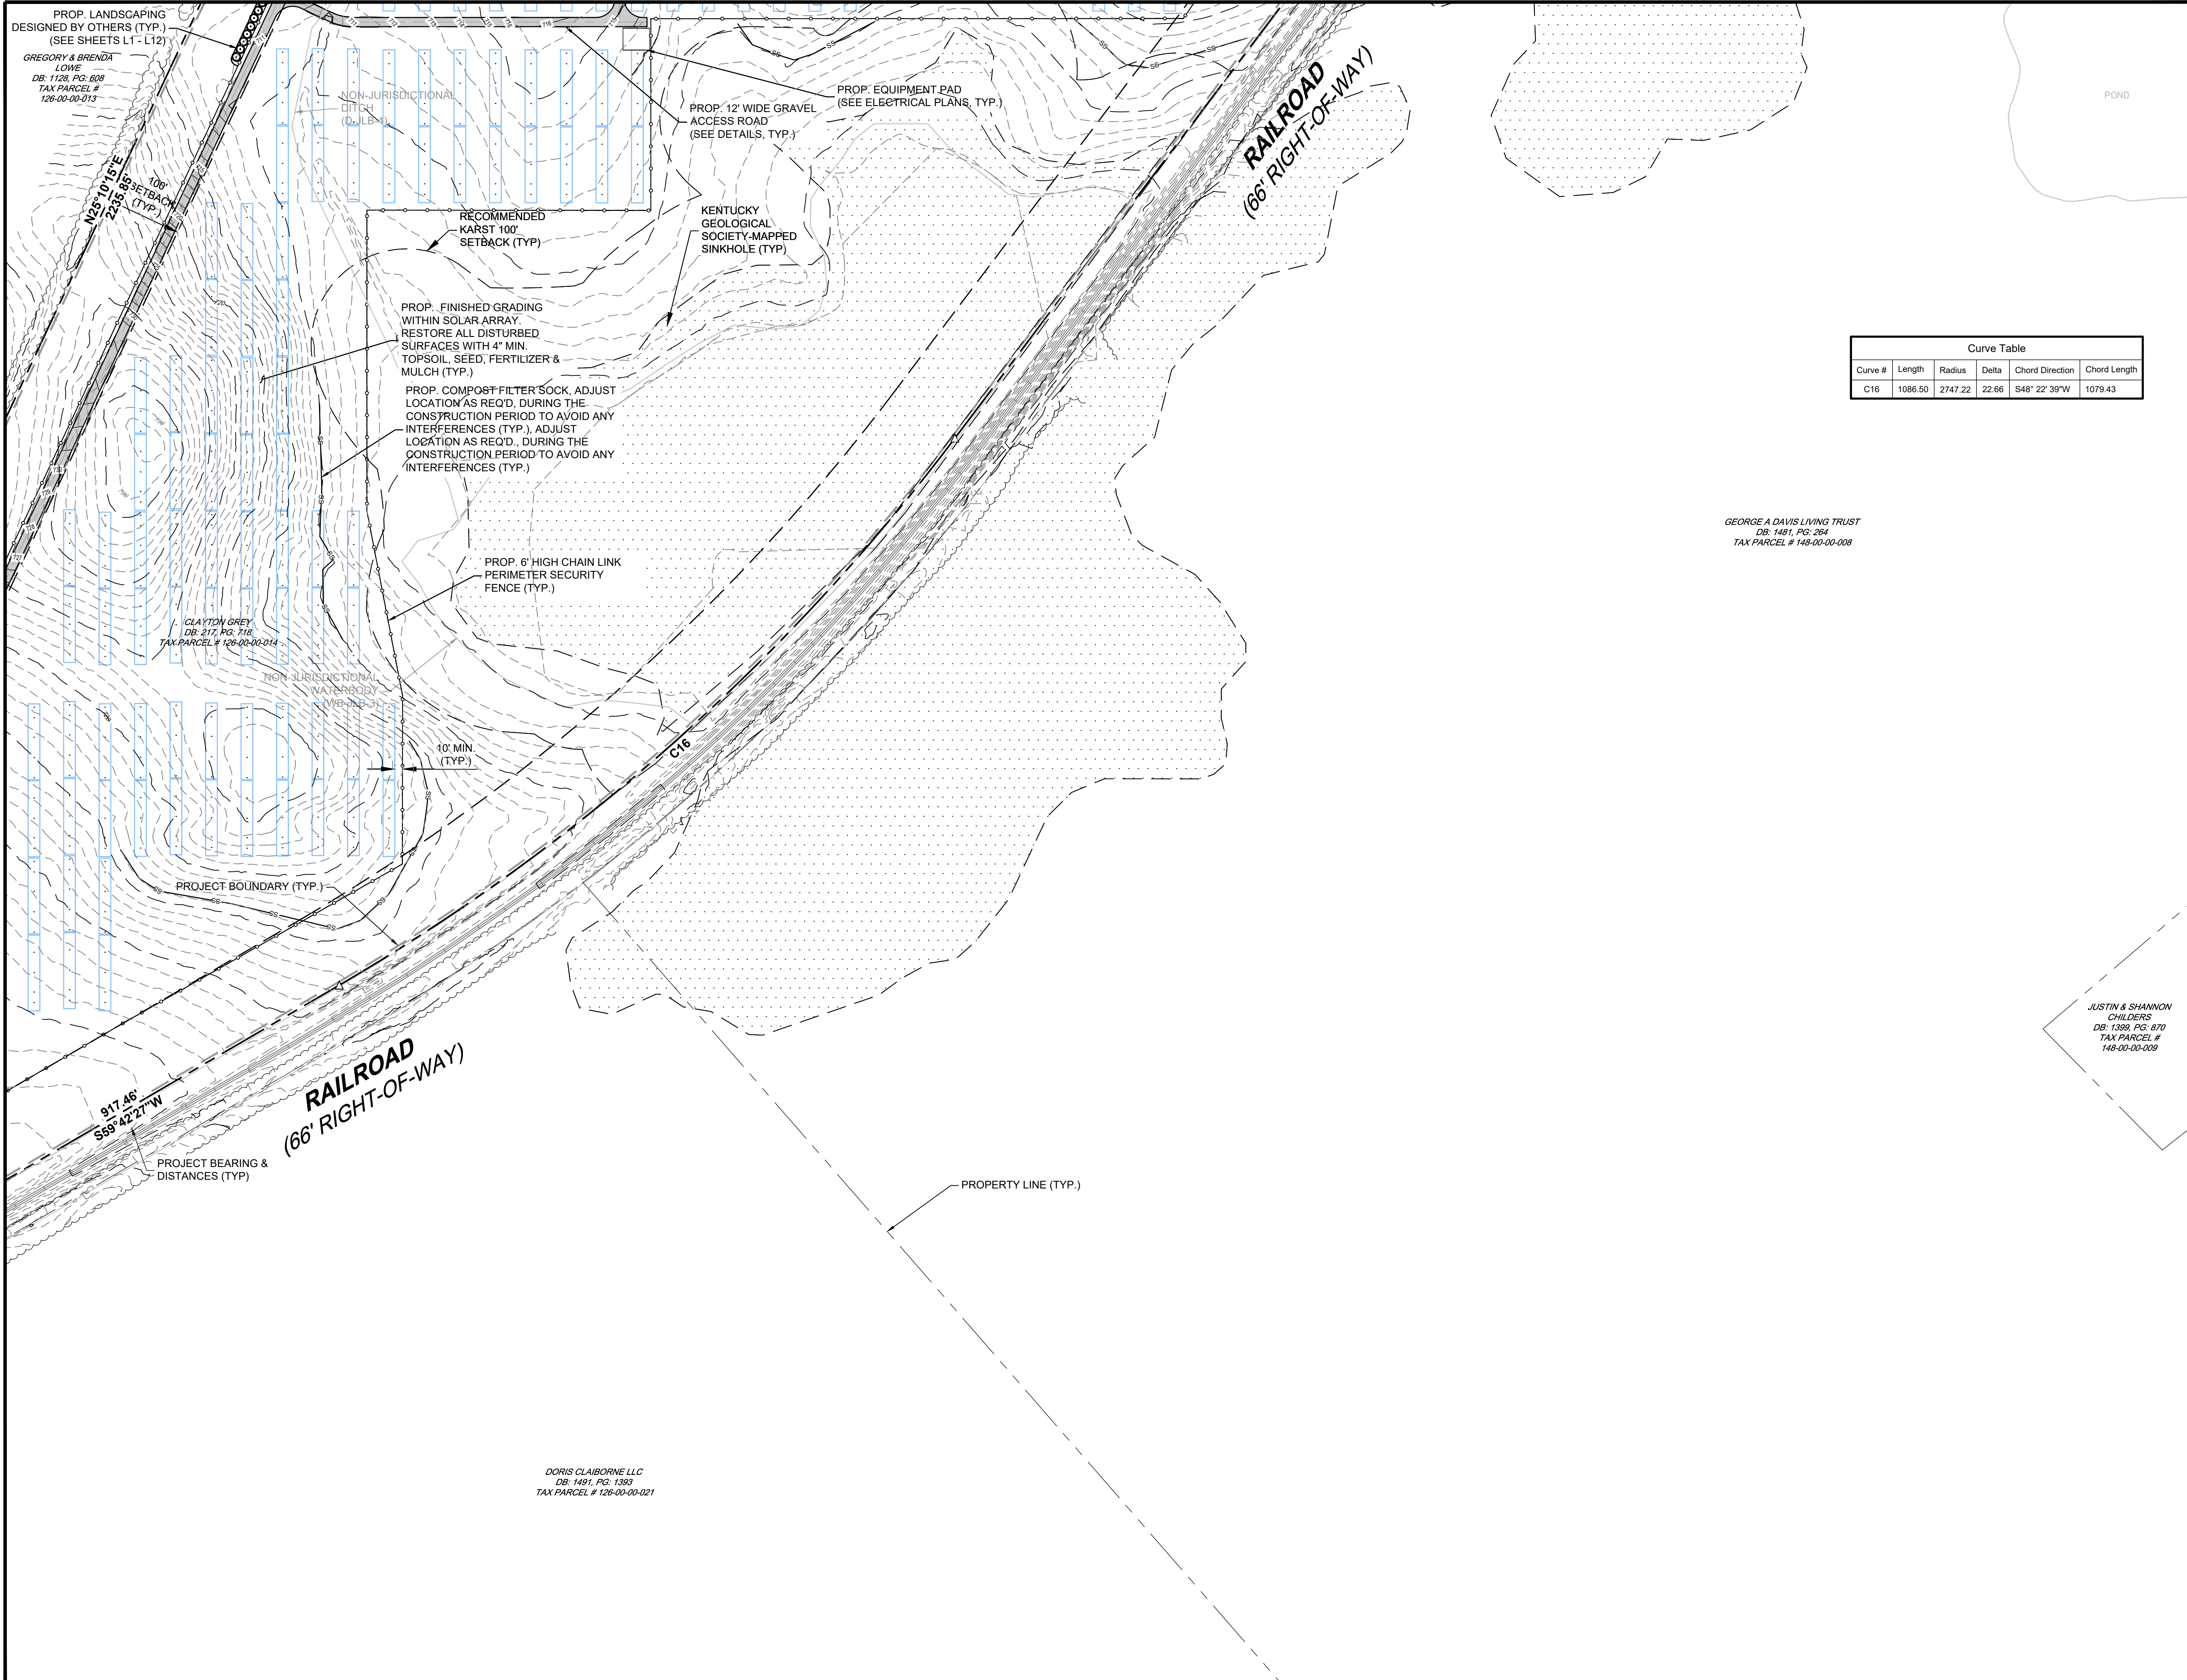 PROP. LANDSCAPING
DESIGNED BY OTHERS (TYP.)
(SEE SHEETS L1 - L12)
GREGORY & BRENDA
LOWE
DB: 1128, PG: 608
TAX PARCEL #
126-00-00-013
NON-JURISDICTIONAL
DITCH
(D-JLB-4)
PROP. 12' WIDE GRAVEL
ACCESS ROAD
(SEE DETAILS, TYP.)
PROP. EQUIPMENT PAD
(SEE ELECTRICAL PLANS, TYP.)
RAILROAD
(66' RIGHT-OF-WAY)
POND
N25°10'15"E
2235.85'
100'
SETBACK
(TYP.)
RECOMMENDED
KARST 100'
SETBACK (TYP)
KENTUCKY
GEOLOGICAL
SOCIETY-MAPPED
SINKHOLE (TYP)
PROP. FINISHED GRADING
WITHIN SOLAR ARRAY.
RESTORE ALL DISTURBED
SURFACES WITH 4" MIN.
TOPSOIL, SEED, FERTILIZER &
MULCH (TYP.)
PROP. COMPOST FILTER SOCK, ADJUST
LOCATION AS REQ'D, DURING THE
CONSTRUCTION PERIOD TO AVOID ANY
INTERFERENCES (TYP.), ADJUST
LOCATION AS REQ'D., DURING THE
CONSTRUCTION PERIOD TO AVOID ANY
INTERFERENCES (TYP.)
Curve Table
Curve # Length Radius Delta Chord Direction Chord Length
C16 1086.50 2747.22 22.66 S48° 22' 39"W 1079.43
GEORGE A DAVIS LIVING TRUST
DB: 1481, PG: 264
TAX PARCEL # 148-00-00-008
730
729
728
727
PROP. 6' HIGH CHAIN LINK
PERIMETER SECURITY
FENCE (TYP.)
CLAYTON GREY
DB: 217, PG: 718
TAX PARCEL # 126-00-00-014
NON-JURISDICTIONAL
WATERBODY
(WB-JLB-3)
10' MIN.
(TYP.)
C16
PROJECT BOUNDARY (TYP.)
JUSTIN & SHANNON
CHILDERS
DB: 1399, PG: 870
TAX PARCEL #
148-00-00-009
RAILROAD
(66' RIGHT-OF-WAY)
917.46'
S59°42'27"W
PROJECT BEARING &
DISTANCES (TYP)
PROPERTY LINE (TYP.)
DORIS CLAIBORNE LLC
DB: 1491, PG: 1393
TAX PARCEL # 126-00-00-021